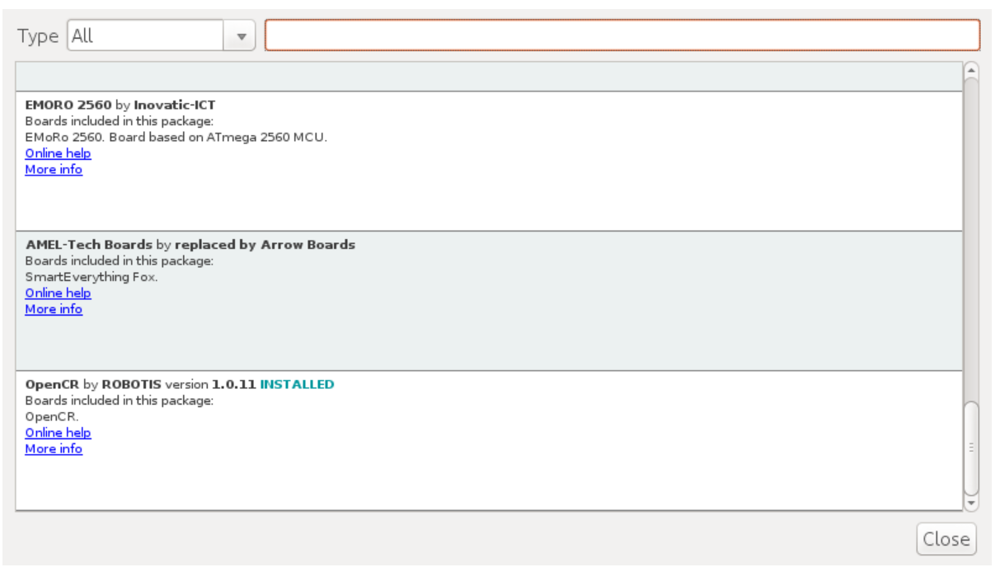 Type All
EMORO 2560 by Inovatic-ICT
Boards included in this package:
EMoRo 2560. Board based on ATmega 2560 MCU.
Online help
More info
AMEL-Tech Boards by replaced by Arrow Boards
Boards included in this package:
SmartEverything Fox.
Online help
More info
OpenCR by ROBOTIS version 1.0.11 INSTALLED
Boards included in this package:
OpenCR.
Online help
More info
Close